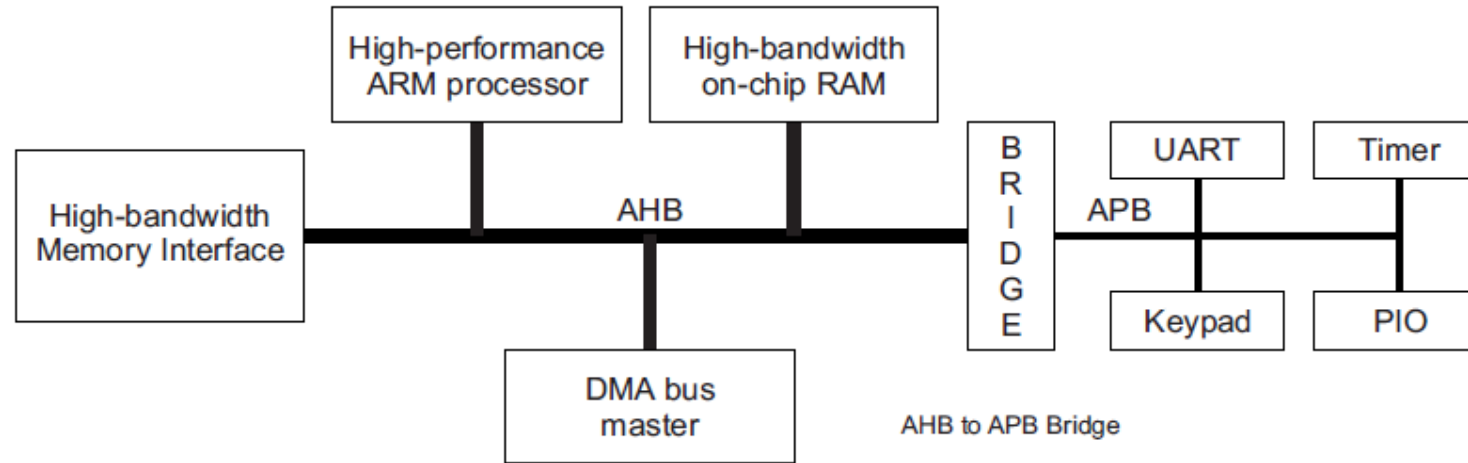 High-performance
ARM processor
High-bandwidth
on-chip RAM
High-bandwidth
Memory Interface
AHB
B
R
I
D
G
E
APB
UART
Timer
Keypad
PIO
DMA bus
master
AHB to APB Bridge